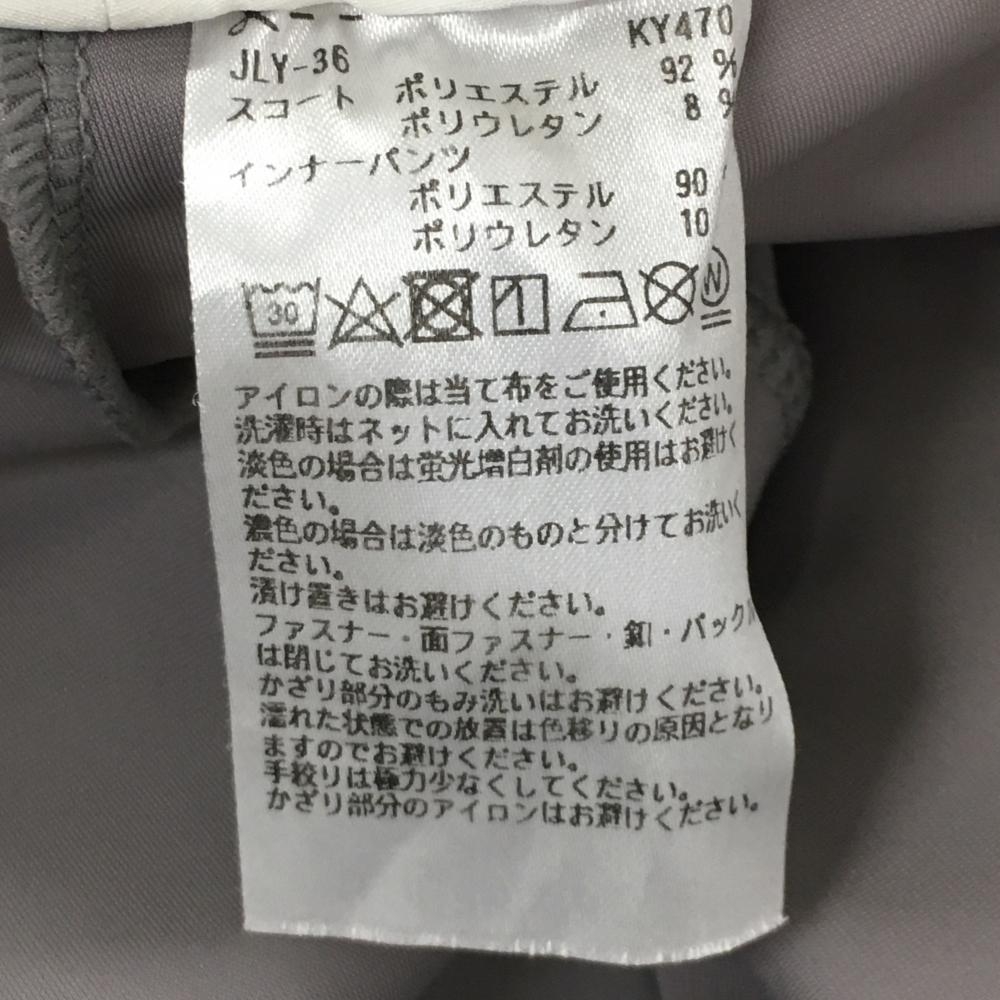 KY470
JLY-36
スコート ポリエステル 92 %
ポリウレタン 8 %
インナーパンツ
ポリエステル 90
ポリウレタン 10
30
N
アイロンの際は当て布をご使用ください。
洗濯時はネットに入れてお洗いください。
淡色の場合は蛍光増白剤の使用はお避けく
ださい。
濃色の場合は淡色のものと分けてお洗いく
ださい。
漬け置きはお避けください。
ファスナー・面ファスナー・釦・バックル
は閉じてお洗いください。
かざり部分のもみ洗いはお避けください。
濡れた状態での放置は色移りの原因となり
ますのでお避けください。
手絞りは極力少なくしてください。
かざり部分のアイロンはお避けください。